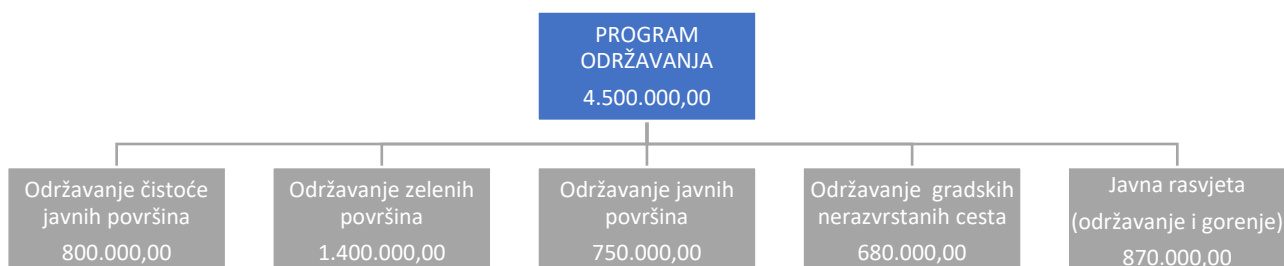 PROGRAM
ODRŽAVANJA
4.500.000,00
Održavanje čistoće
javnih površina
800.000,00
Održavanje zelenih
površina
1.400.000,00
Održavanje javnih
površina
750.000,00
Održavanje gradskih
nerazvrstanih cesta
680.000,00
Javna rasvjeta
(održavanje i gorenje)
870.000,00